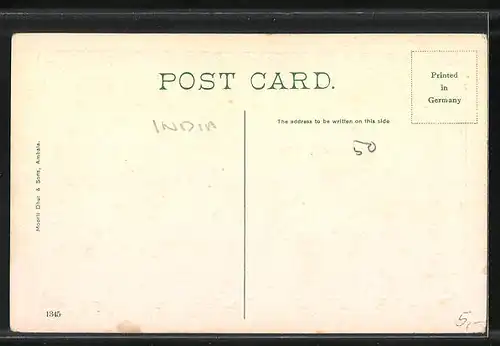 POST CARD.
Printed
in
Germany
INDIA
The address to be written on this side
50
Moorli Dhur & Sons, Ambala.
1345
5,-